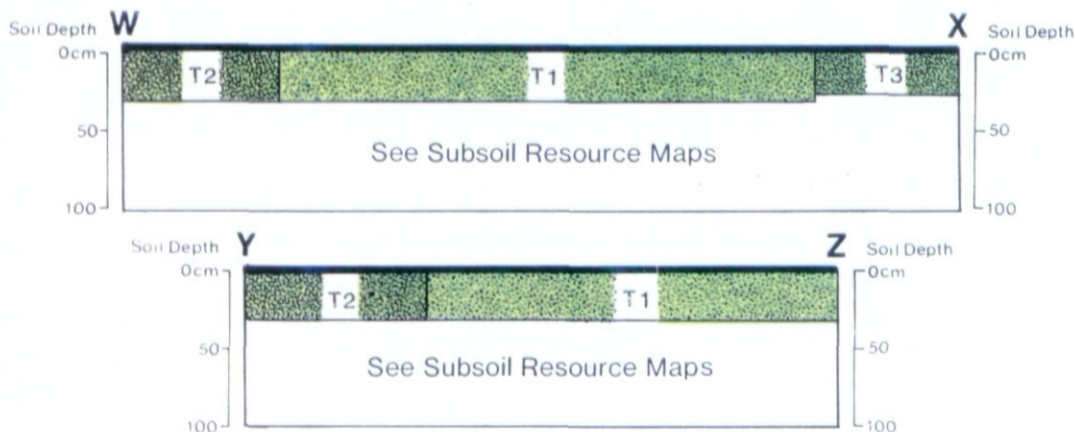 Soil Depth W X Soil Depth
0cm T2 T1 T3 0cm
50 50
See Subsoil Resource Maps
100 100
Soil Depth Y Z Soil Depth
0cm 0cm
T2 T1
50 50
See Subsoil Resource Maps
100 100